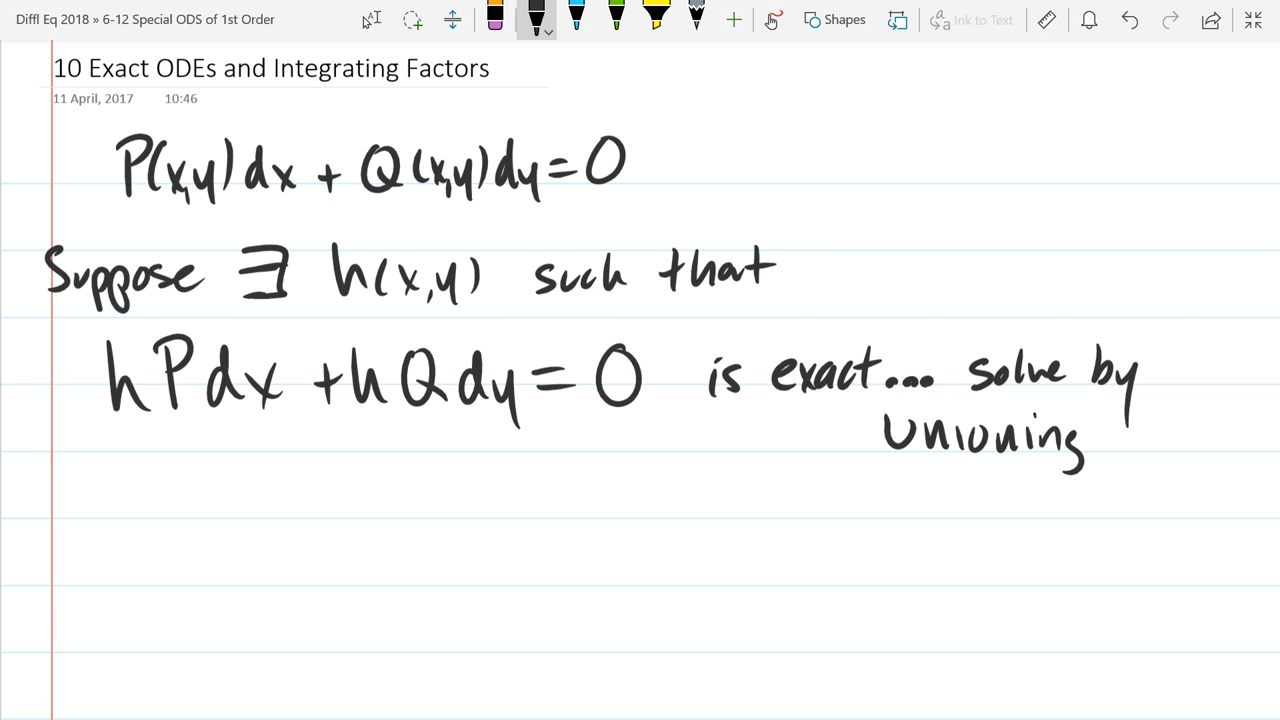 Diffl Eq 2018 » 6-12 Special ODS of 1st Order
Shapes
Ink to Text
10 Exact ODEs and Integrating Factors
11 April, 2017 10:46
P(x,y)dx + Q(x,y)dy=0
Suppose ∃ h(x,y) such that
hPdx +hQdy=0 is exact... solve by
unioning